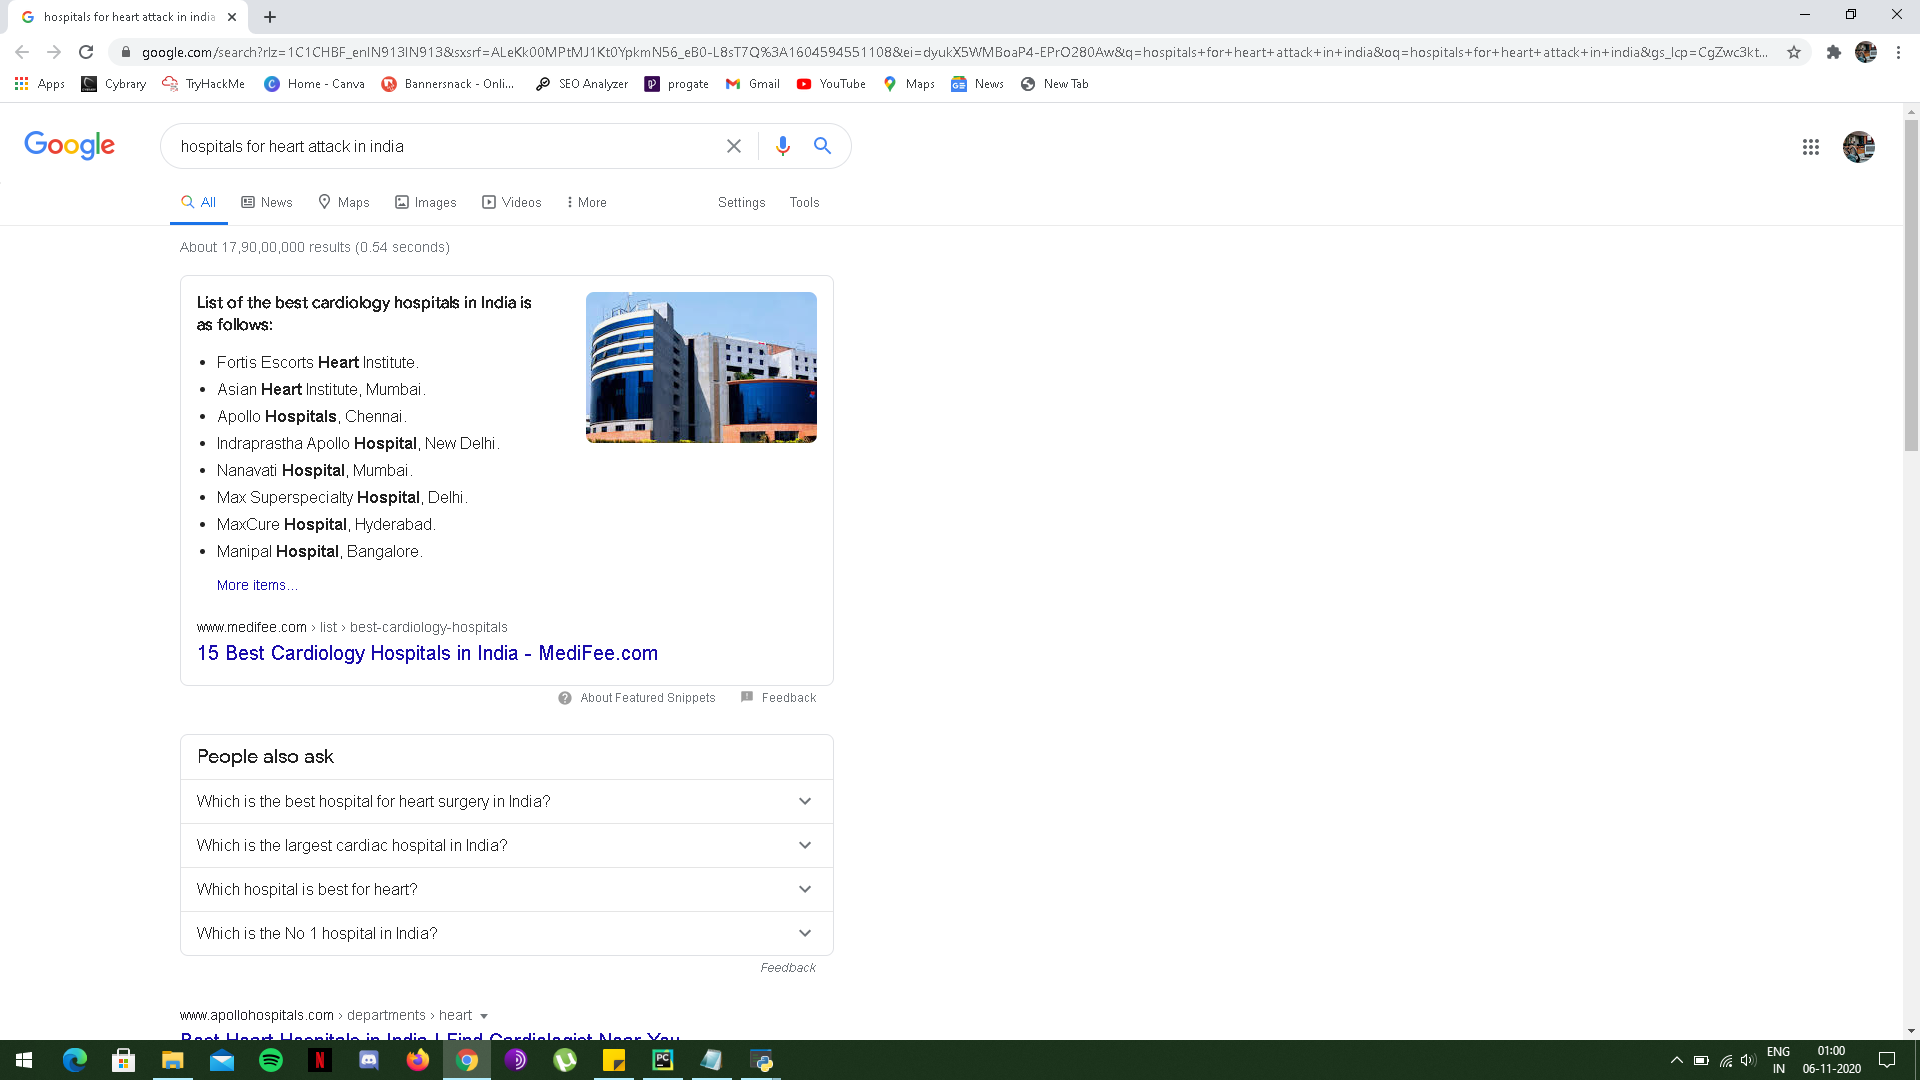 hospitals for heart attack in india
google.com/search?rlz=1C1CHBF_enIN913IN913&sxsrf=ALeKk00MPtMJ1Kt0YpkmN56_eB0-L8sT7Q%3A1604594551108&ei=dyukX5WMBoaP4-EPrO280Aw&q=hospitals+for+heart+attack+in+india&oq=hospitals+for+heart+attack+in+india&gs_lcp=CgZwc3kt...
Apps Cybrary TryHackMe Home - Canva Bannersnack - Onli... SEO Analyzer progate Gmail YouTube Maps News New Tab
Google
hospitals for heart attack in india
All News Maps Images Videos More Settings Tools
About 17,90,00,000 results (0.54 seconds)
List of the best cardiology hospitals in India is
as follows:
• Fortis Escorts Heart Institute.
• Asian Heart Institute, Mumbai.
• Apollo Hospitals, Chennai.
• Indraprastha Apollo Hospital, New Delhi.
• Nanavati Hospital, Mumbai.
• Max Superspecialty Hospital, Delhi.
• MaxCure Hospital, Hyderabad.
• Manipal Hospital, Bangalore.
More items...
www.medifee.com › list › best-cardiology-hospitals
15 Best Cardiology Hospitals in India - MediFee.com
About Featured Snippets Feedback
People also ask
Which is the best hospital for heart surgery in India?
Which is the largest cardiac hospital in India?
Which hospital is best for heart?
Which is the No 1 hospital in India?
Feedback
www.apollohospitals.com › departments › heart
Best Heart Hospitals in India | Find Cardiologist Near You
ENG
IN
01:00
06-11-2020